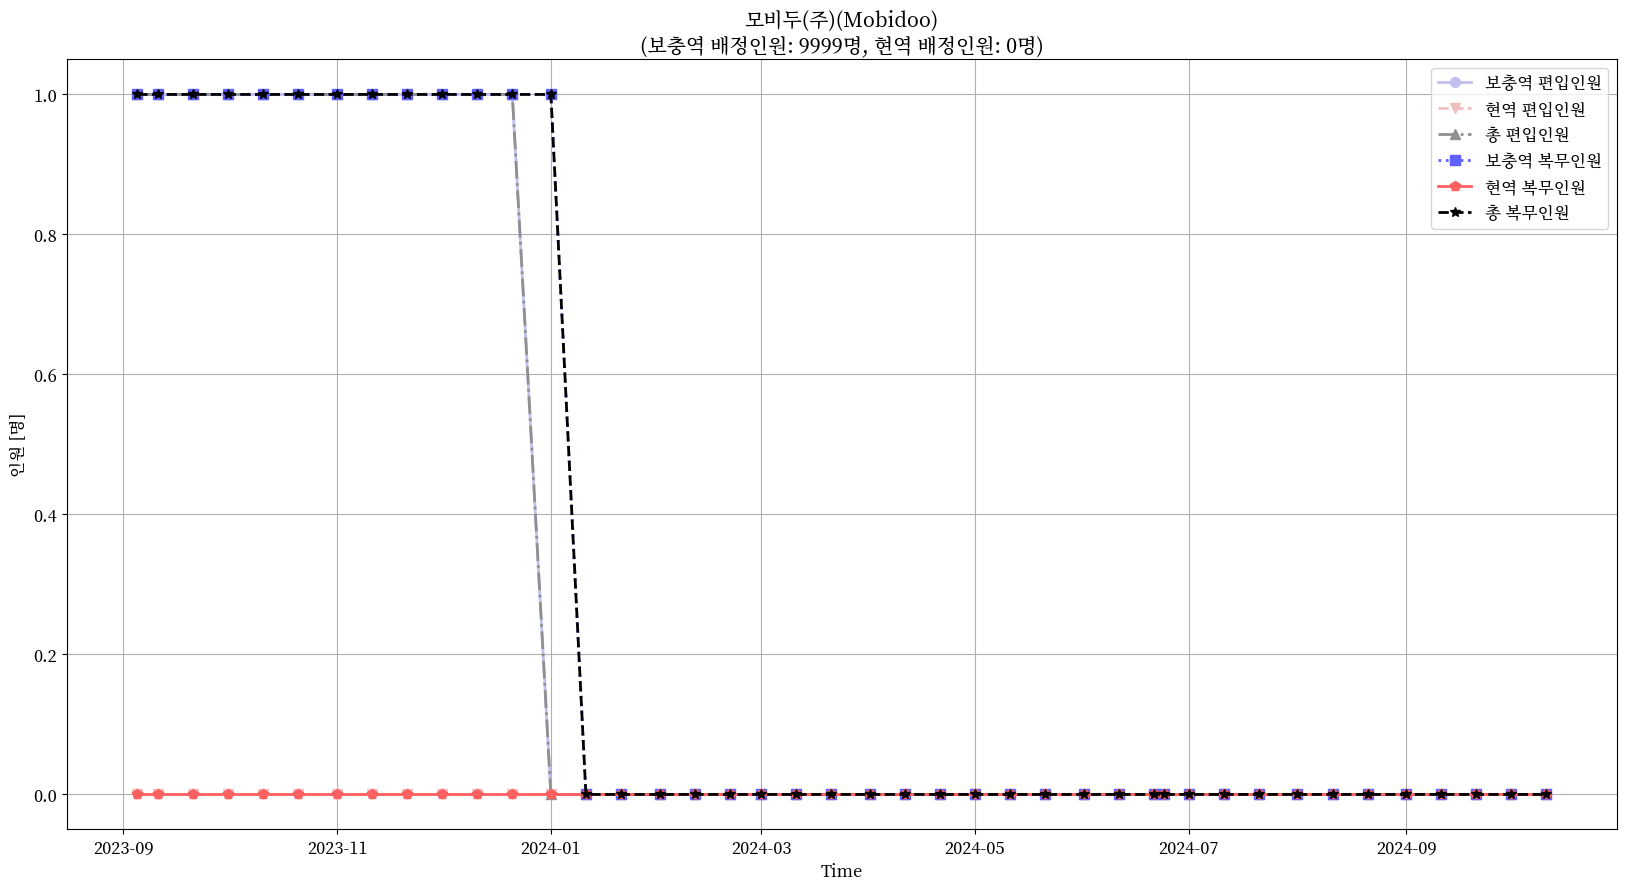 모비두(주)(Mobidoo)
(보충역 배정인원: 9999명, 현역 배정인원: 0명)
보충역 편입인원
현역 편입인원
총 편입인원
보충역 복무인원
현역 복무인원
총 복무인원
인원 [명]
1.0
0.8
0.6
0.4
0.2
0.0
2023-09 2023-11 2024-01 2024-03 2024-05 2024-07 2024-09
Time